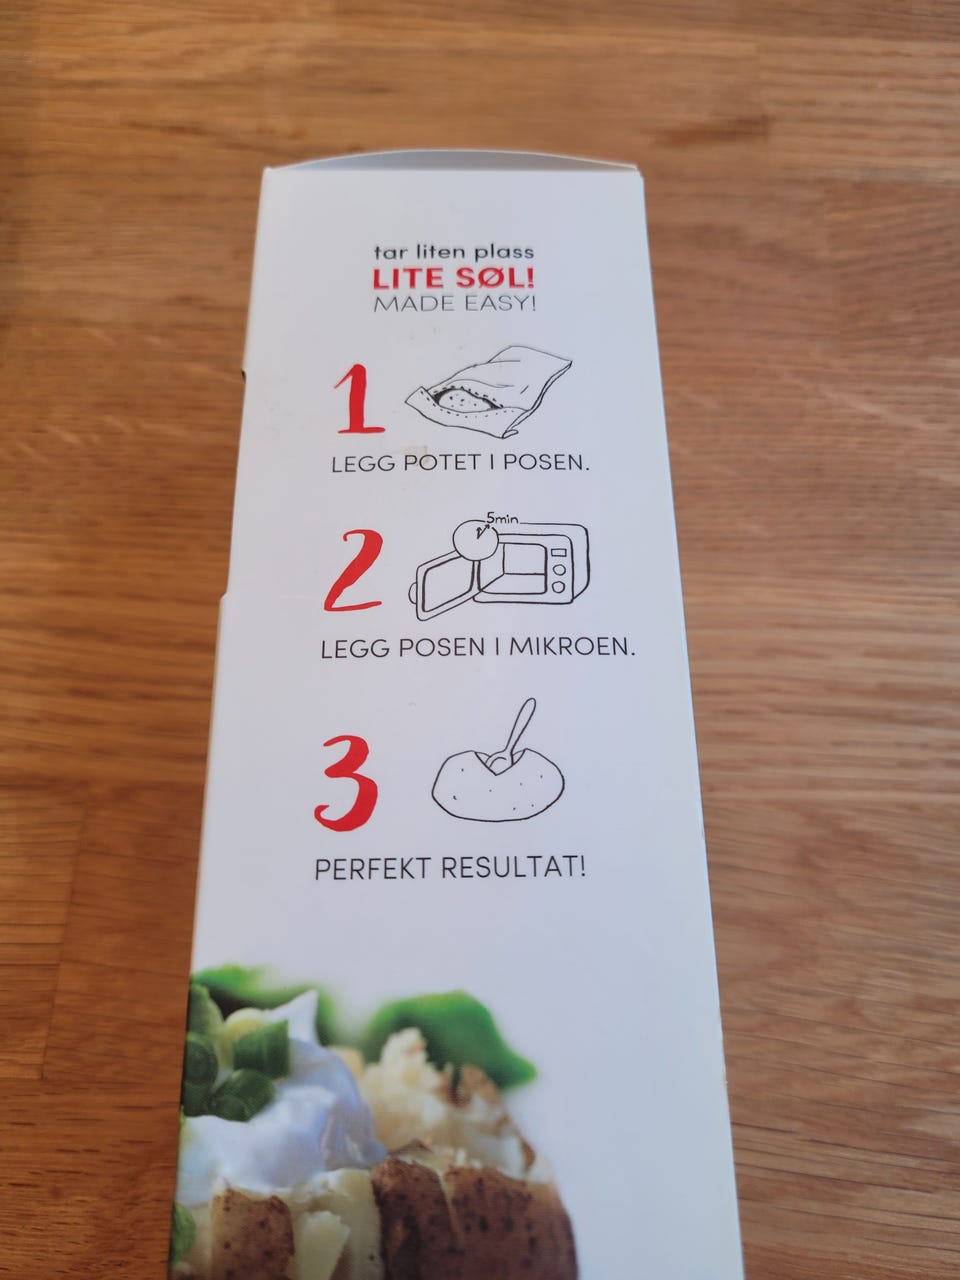 tar liten plass
LITE SØL!
MADE EASY!
1
LEGG POTET I POSEN.
5min
2
LEGG POSEN I MIKROEN.
3
PERFEKT RESULTAT!